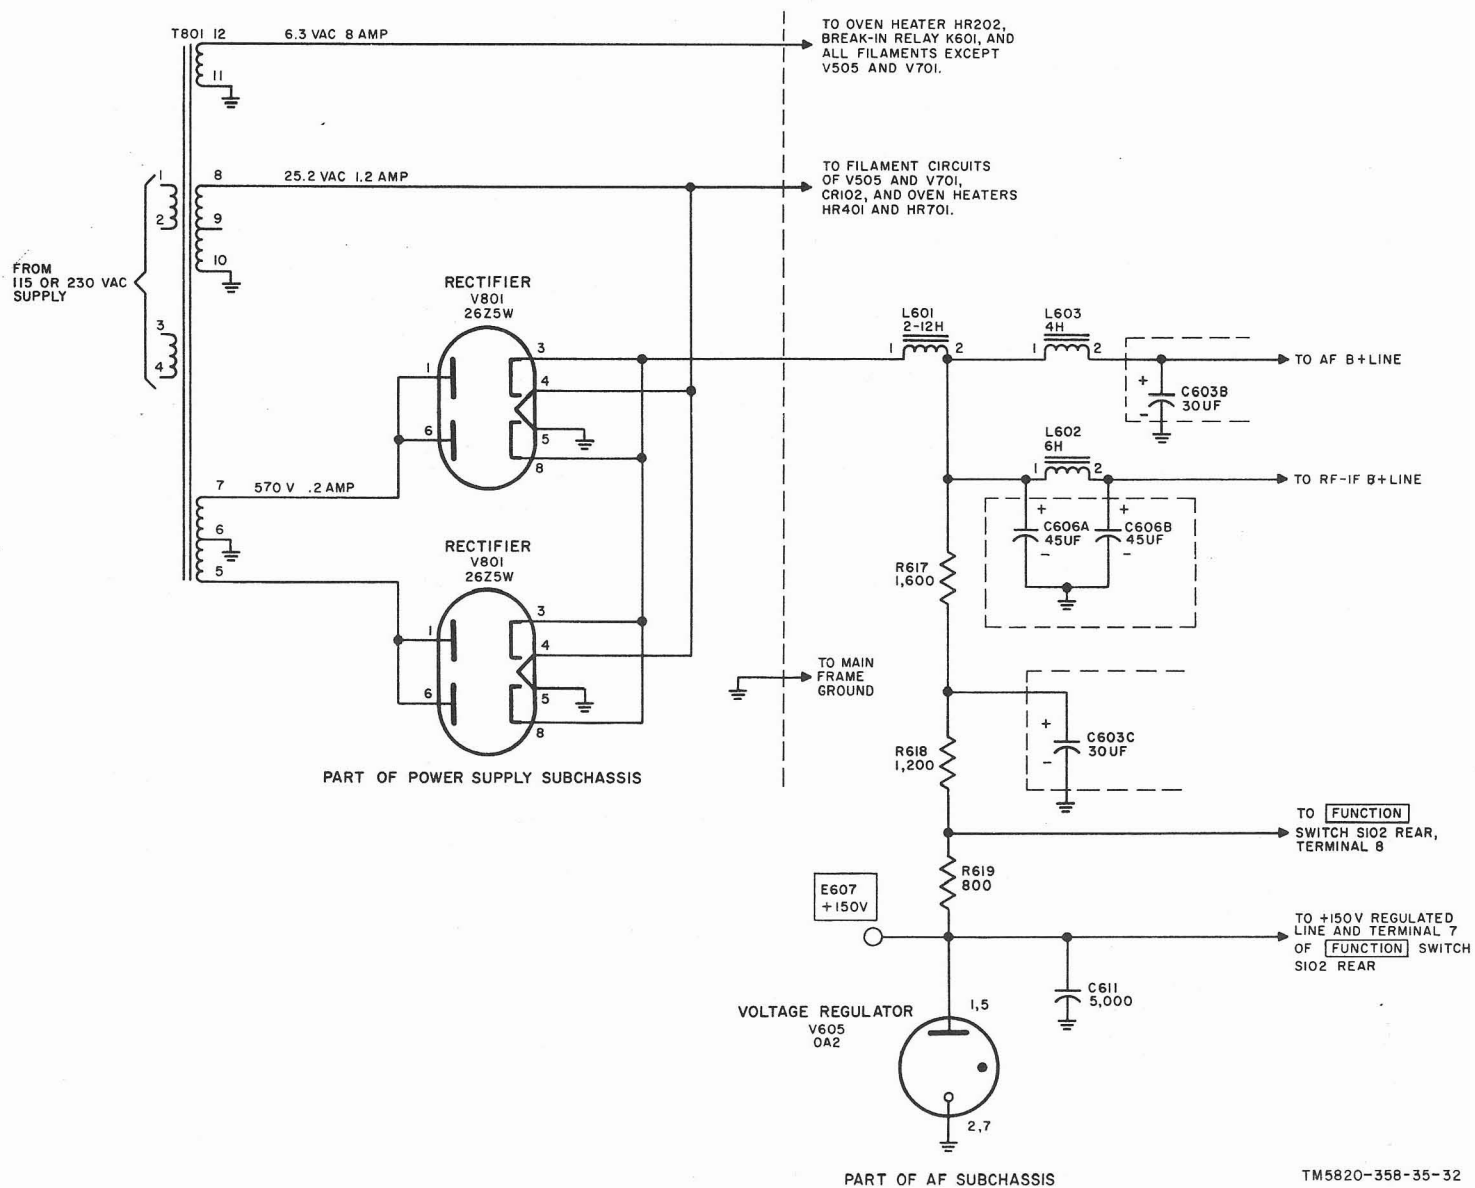 T801 12
6.3 VAC 8 AMP
11
TO OVEN HEATER HR202,
BREAK-IN RELAY K601, AND
ALL FILAMENTS EXCEPT
V505 AND V701.
1
2
8
25.2 VAC 1.2 AMP
9
10
TO FILAMENT CIRCUITS
OF V505 AND V701,
CR102, AND OVEN HEATERS
HR401 AND HR701.
FROM
115 OR 230 VAC
SUPPLY
3
4
RECTIFIER
V801
26Z5W
1
6
3
4
5
8
L601
2-12H
1
2
L603
4H
1
2
TO AF B+LINE
+
-
C603B
30UF
L602
6H
1
2
TO RF-IF B+LINE
+
C606A
45UF
-
+
C606B
45UF
-
7
570 V .2 AMP
6
5
RECTIFIER
V801
26Z5W
1
6
3
4
5
8
R617
1,600
TO MAIN
FRAME
GROUND
PART OF POWER SUPPLY SUBCHASSIS
R618
1,200
+
-
C603C
30UF
TO FUNCTION
SWITCH S102 REAR,
TERMINAL 8
R619
800
E607
+150V
TO +150V REGULATED
LINE AND TERMINAL 7
OF FUNCTION SWITCH
S102 REAR
C611
5,000
VOLTAGE REGULATOR
V605
OA2
1,5
2,7
PART OF AF SUBCHASSIS
TM5820-358-35-32